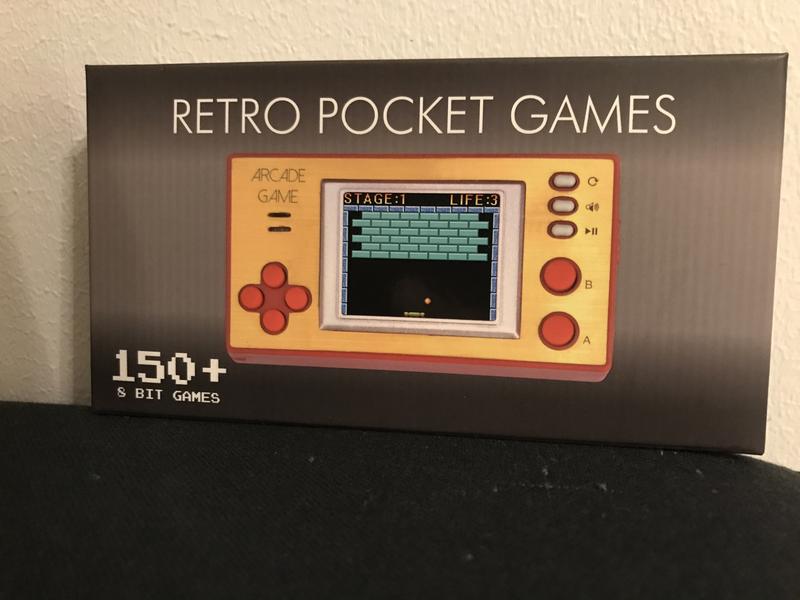 RETRO POCKET GAMES
ARCADE
GAME
STAGE:1 LIFE:3
B
A
150+
8 BIT GAMES